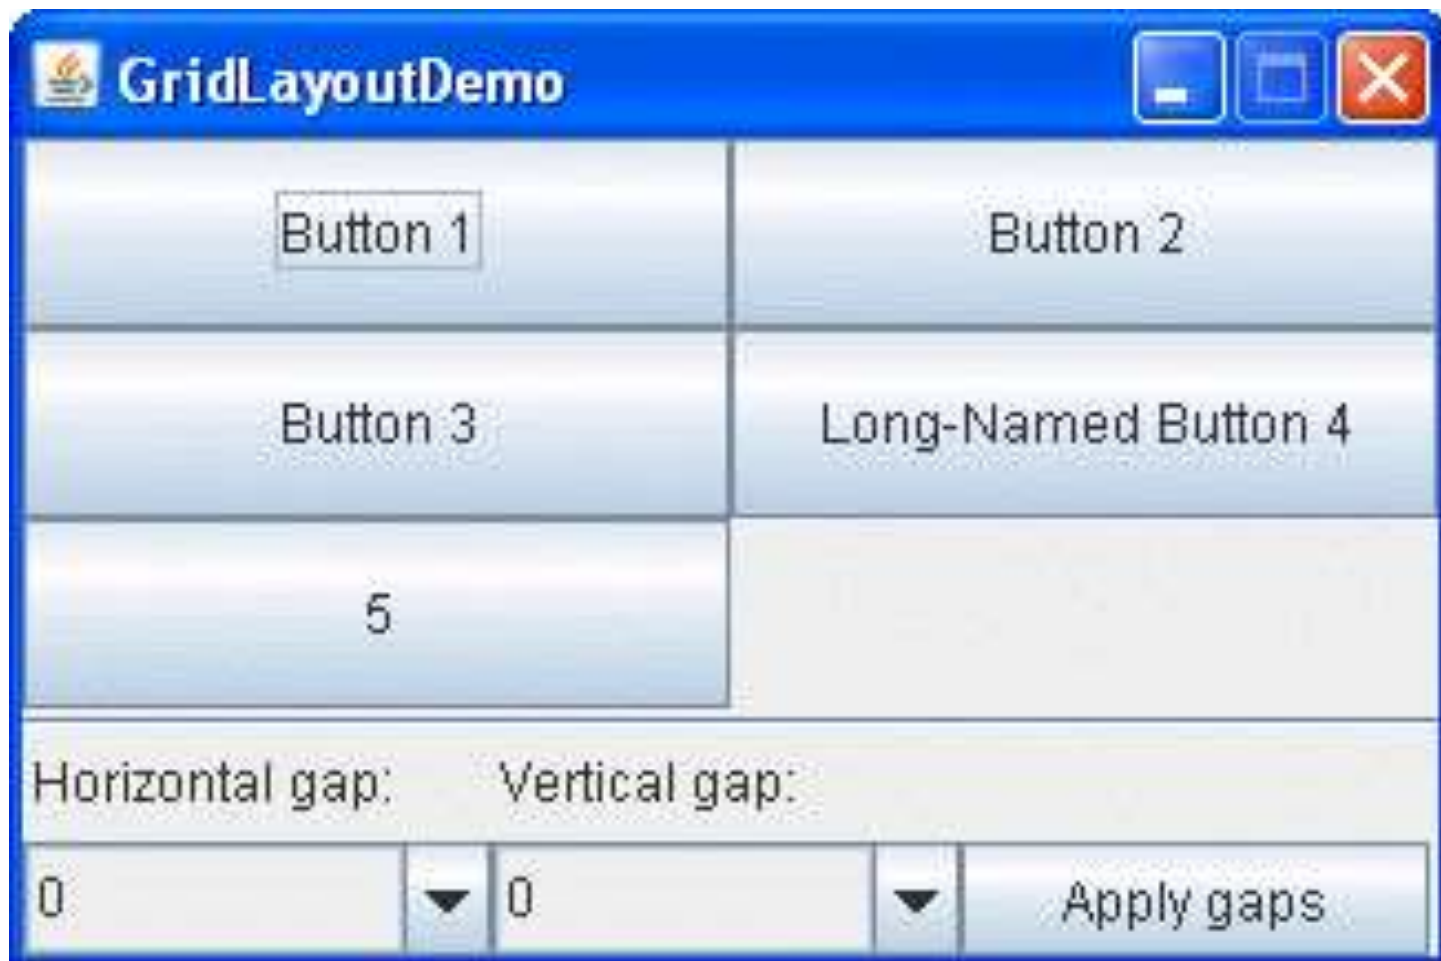 GridLayoutDemo
Button 1 Button 2
Button 3 Long-Named Button 4
5
Horizontal gap: Vertical gap:
0 0 Apply gaps